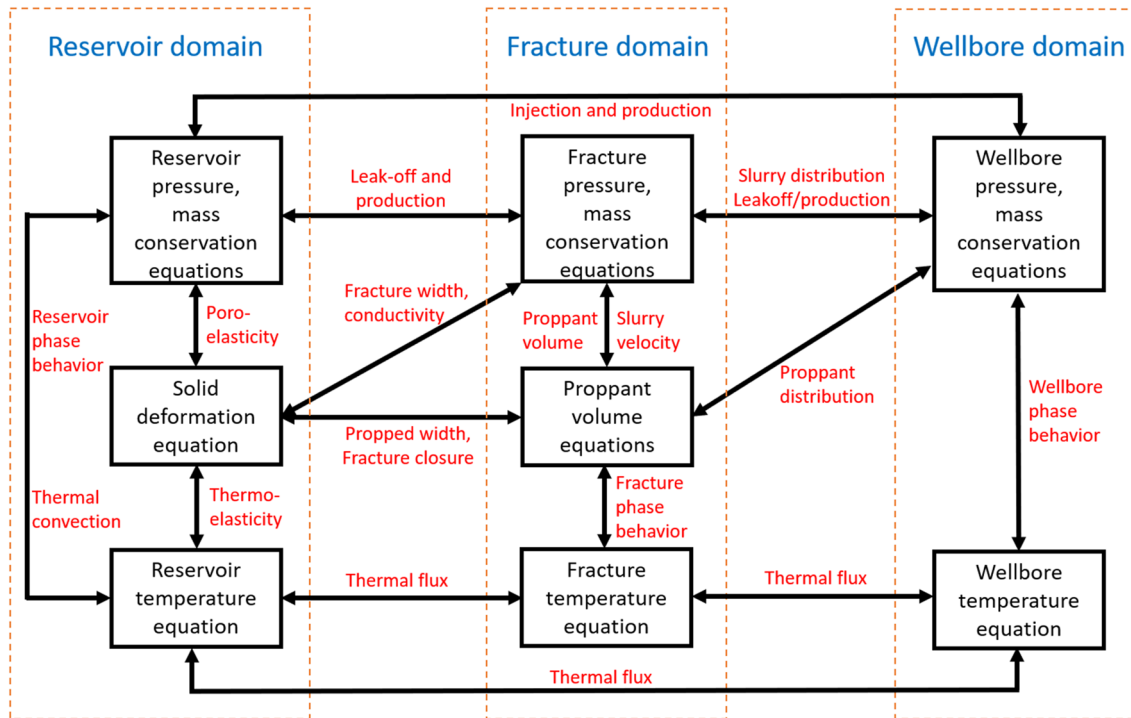 Reservoir domain
Fracture domain
Wellbore domain
Injection and production
Reservoir
pressure,
mass
conservation
equations
Leak-off and
production
Fracture
pressure,
mass
conservation
equations
Slurry distribution
Leakoff/production
Wellbore
pressure,
mass
conservation
equations
Reservoir
phase
behavior
Poro-
elasticity
Fracture width,
conductivity
Proppant
volume
Slurry
velocity
Proppant
distribution
Wellbore
phase
behavior
Solid
deformation
equation
Propped width,
Fracture closure
Proppant
volume
equations
Thermal
convection
Thermo-
elasticity
Fracture
phase
behavior
Reservoir
temperature
equation
Thermal flux
Fracture
temperature
equation
Thermal flux
Wellbore
temperature
equation
Thermal flux